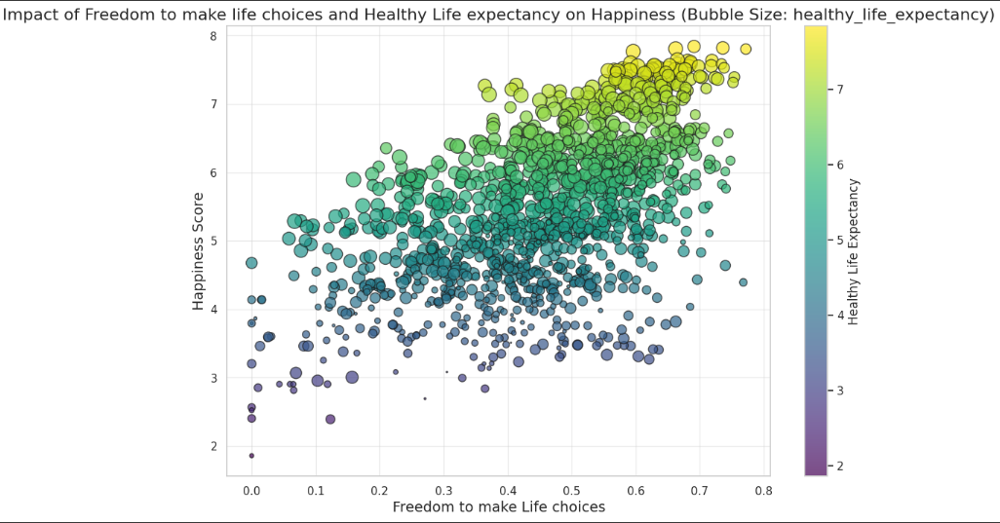 Impact of Freedom to make life choices and Healthy Life expectancy on Happiness (Bubble Size: healthy_life_expectancy)
8
7
6
5
4
3
2
Happiness Score
0.0 0.1 0.2 0.3 0.4 0.5 0.6 0.7 0.8
Freedom to make Life choices
7
6
5
4
3
2
Healthy Life Expectancy